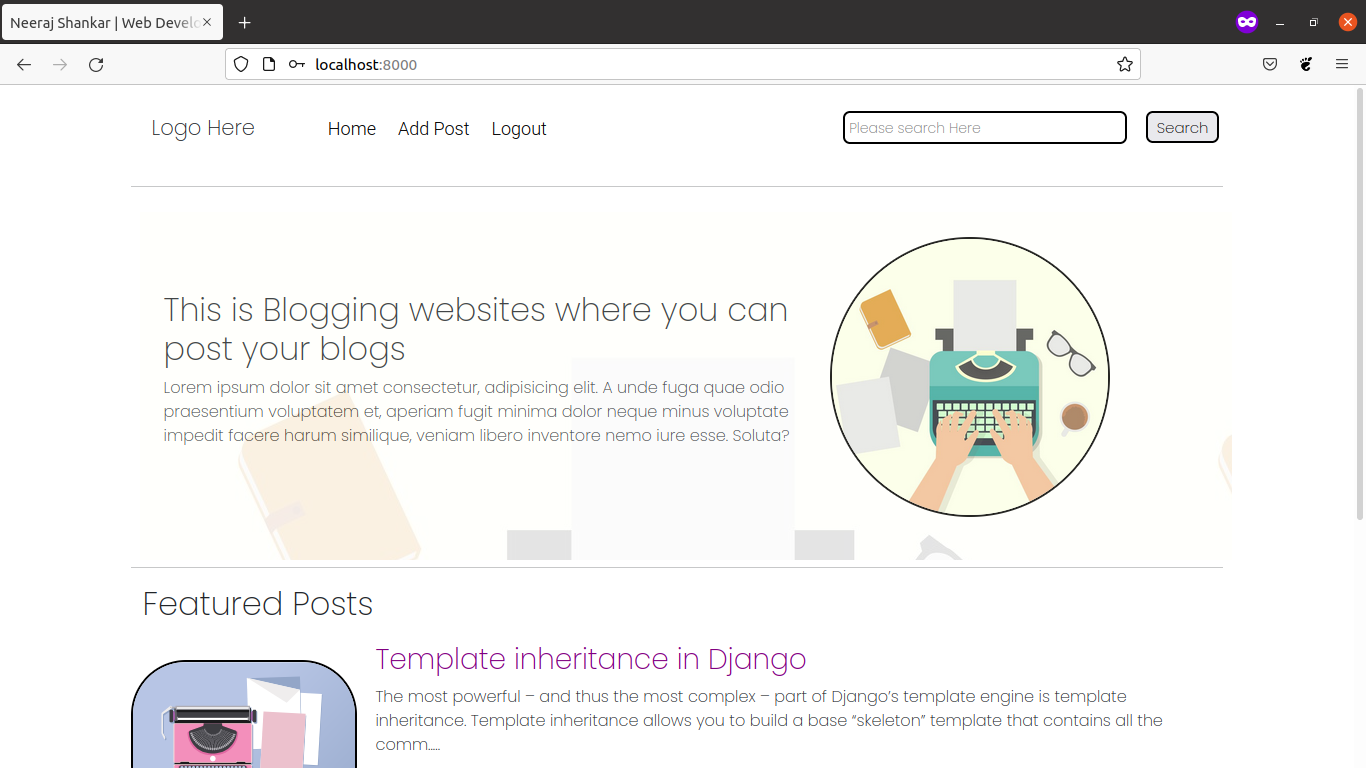 Neeraj Shankar | Web Develo
localhost:8000
Logo Here
Home Add Post Logout
Please search Here
Search
This is Blogging websites where you can
post your blogs
Lorem ipsum dolor sit amet consectetur, adipisicing elit. A unde fuga quae odio
praesentium voluptatem et, aperiam fugit minima dolor neque minus voluptate
impedit facere harum similique, veniam libero inventore nemo iure esse. Soluta?
Featured Posts
Template inheritance in Django
The most powerful – and thus the most complex – part of Django’s template engine is template
inheritance. Template inheritance allows you to build a base “skeleton” template that contains all the
comm.....